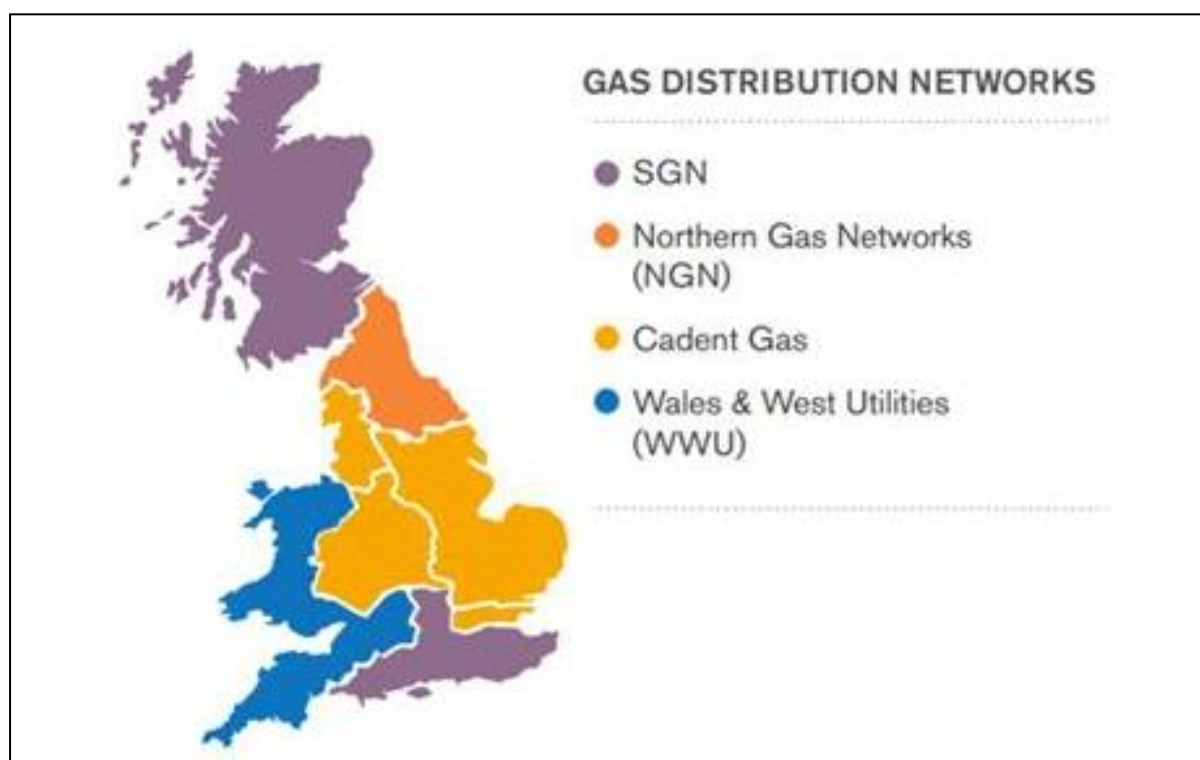 GAS DISTRIBUTION NETWORKS
SGN
Northern Gas Networks
(NGN)
Cadent Gas
Wales & West Utilities
(WWU)